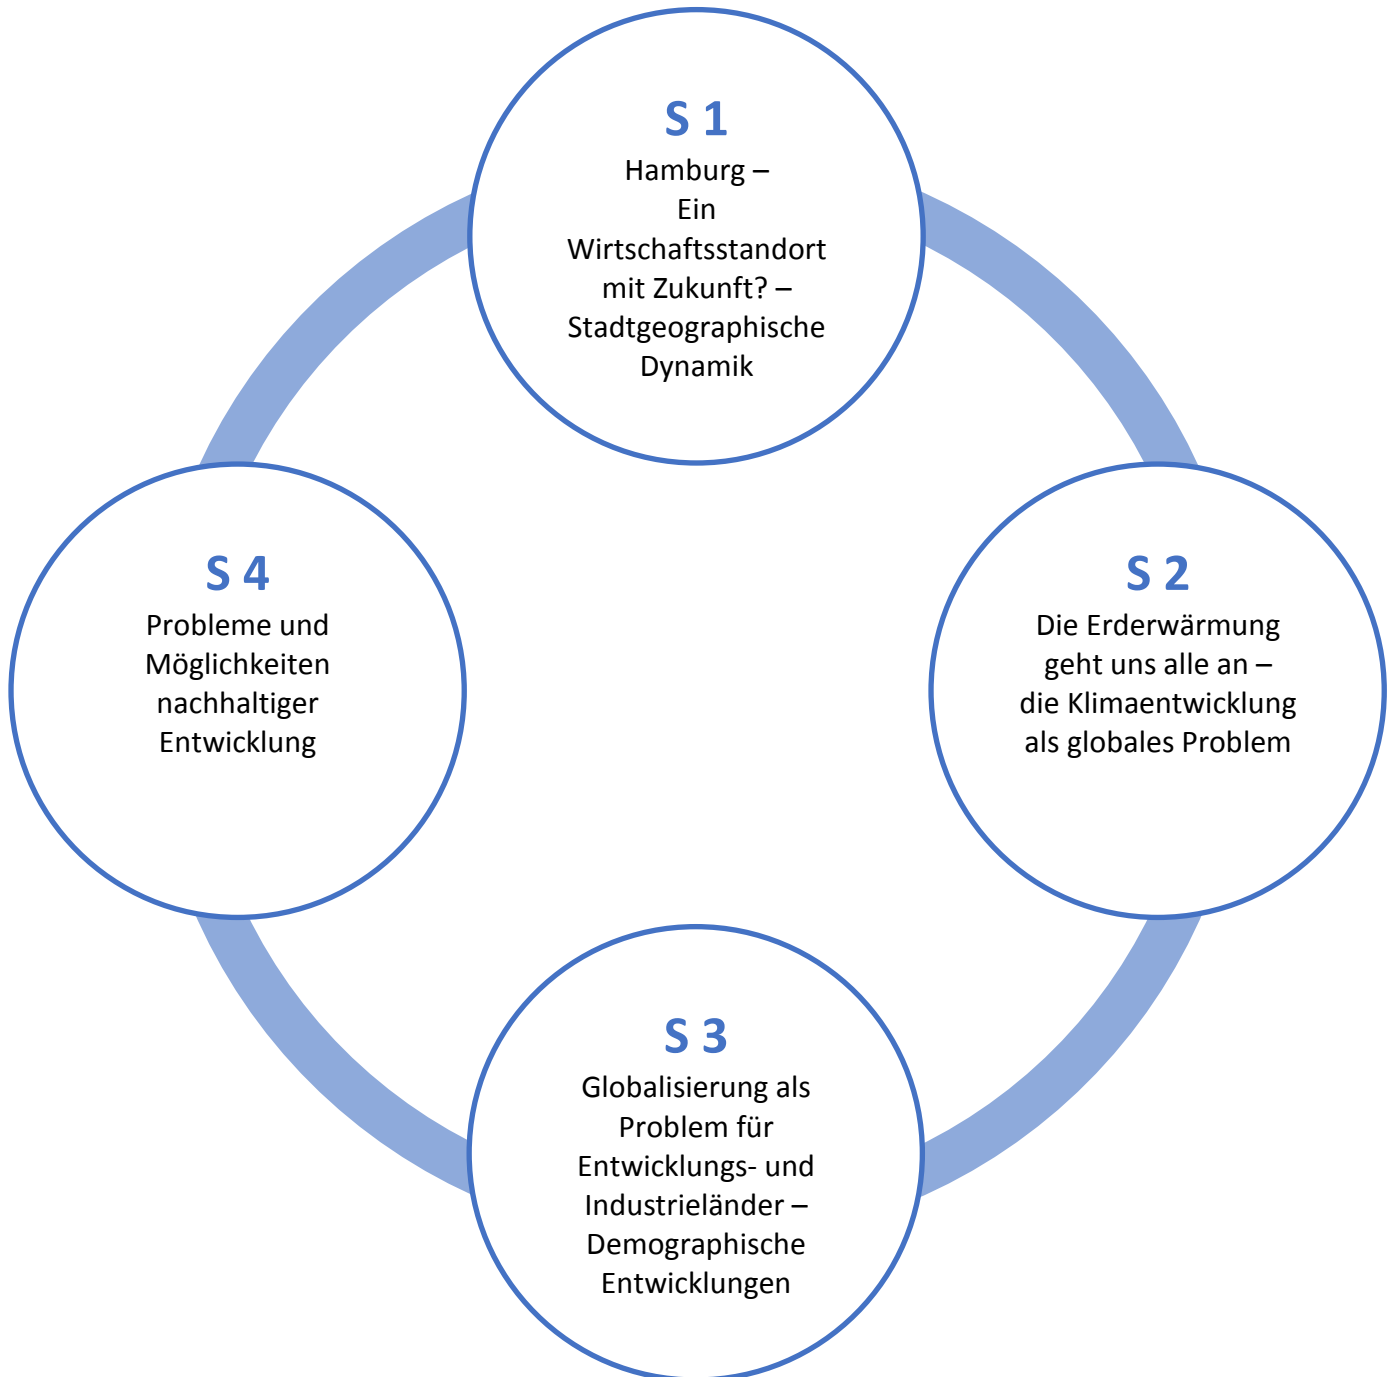 S 1
Hamburg –
Ein
Wirtschaftsstandort
mit Zukunft? –
Stadtgeographische
Dynamik
S 2
Die Erderwärmung
geht uns alle an –
die Klimaentwicklung
als globales Problem
S 3
Globalisierung als
Problem für
Entwicklungs- und
Industrieländer –
Demographische
Entwicklungen
S 4
Probleme und
Möglichkeiten
nachhaltiger
Entwicklung